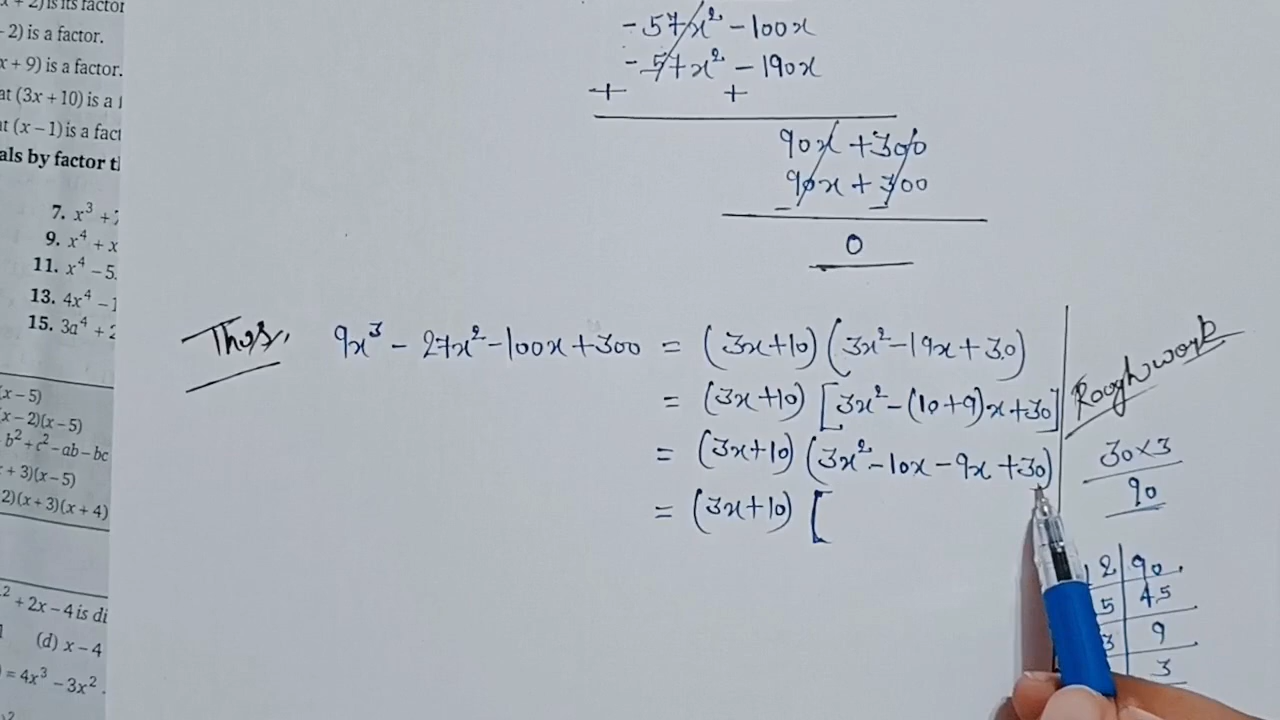 x + 2) is its factor
- 2) is a factor.
x + 9) is a factor.
at (3x + 10) is a
at (x - 1) is a fact
als by factor t
7. x³ +
9. x⁴ + x
11. x⁴ - 5
13. 4x⁴ - 1
15. 3a⁴ + 2
(x - 5)
(x - 2)(x - 5)
b² + c² - ab - bc
+ 3)(x - 5)
2)(x + 3)(x + 4)
² + 2x - 4 is di
(d) x - 4
) = 4x³ - 3x².
- 57x² - 100x
- 57x² - 190x
+ +
90x + 300
90x + 300
- -
0
Thus, 9x³ - 27x² - 100x + 300 = (3x+10) (3x² - 19x + 30)
= (3x+10) [3x² - (10+9)x + 30]
= (3x+10) (3x² - 10x - 9x + 30)
= (3x+10) [
Rough work
30×3
90
2 90
5 45
3 9
3